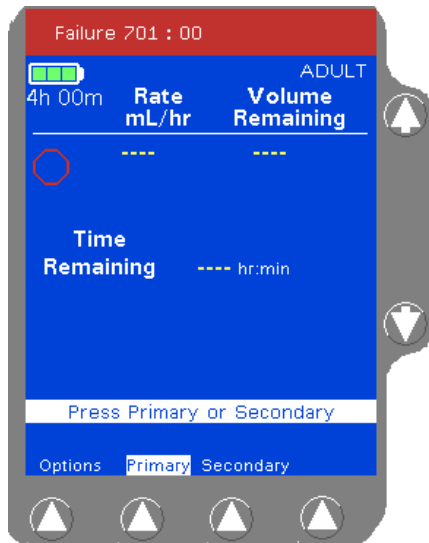 Failure 701 : 00
ADULT
4h 00m Rate Volume
mL/hr Remaining
---- ----
Time
Remaining ---- hr:min
Press Primary or Secondary
Options Primary Secondary